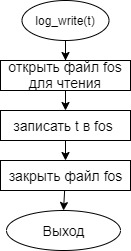 log_write(t)
открыть файл fos
для чтения
записать t в fos
закрыть файл fos
Выход